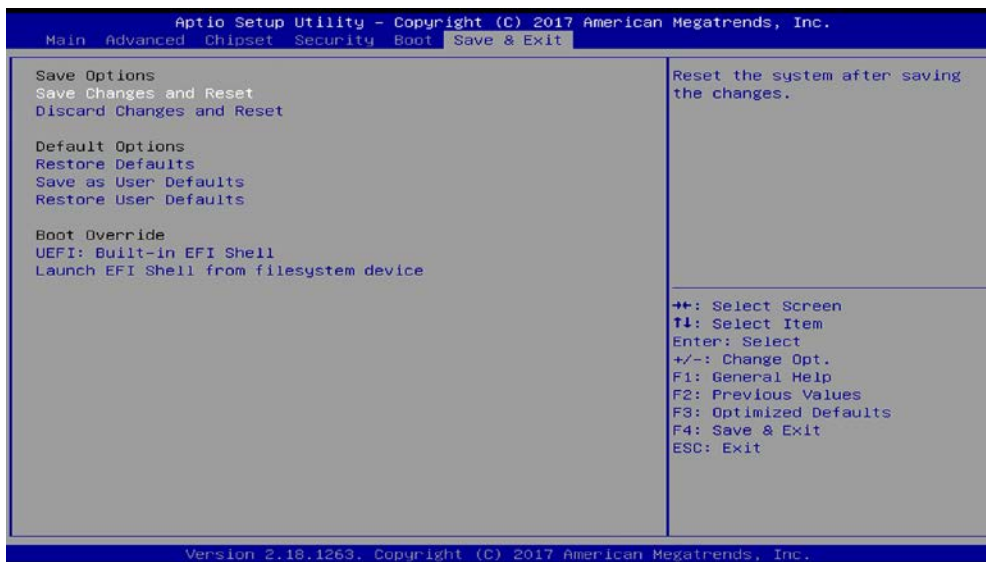 Aptio Setup Utility – Copyright (C) 2017 American Megatrends, Inc.
Main Advanced Chipset Security Boot Save & Exit
Save Options
Save Changes and Reset
Discard Changes and Reset
Default Options
Restore Defaults
Save as User Defaults
Restore User Defaults
Boot Override
UEFI: Built-in EFI Shell
Launch EFI Shell from filesystem device
Reset the system after saving
the changes.
→←: Select Screen
↑↓: Select Item
Enter: Select
+/-: Change Opt.
F1: General Help
F2: Previous Values
F3: Optimized Defaults
F4: Save & Exit
ESC: Exit
Version 2.18.1263. Copyright (C) 2017 American Megatrends, Inc.